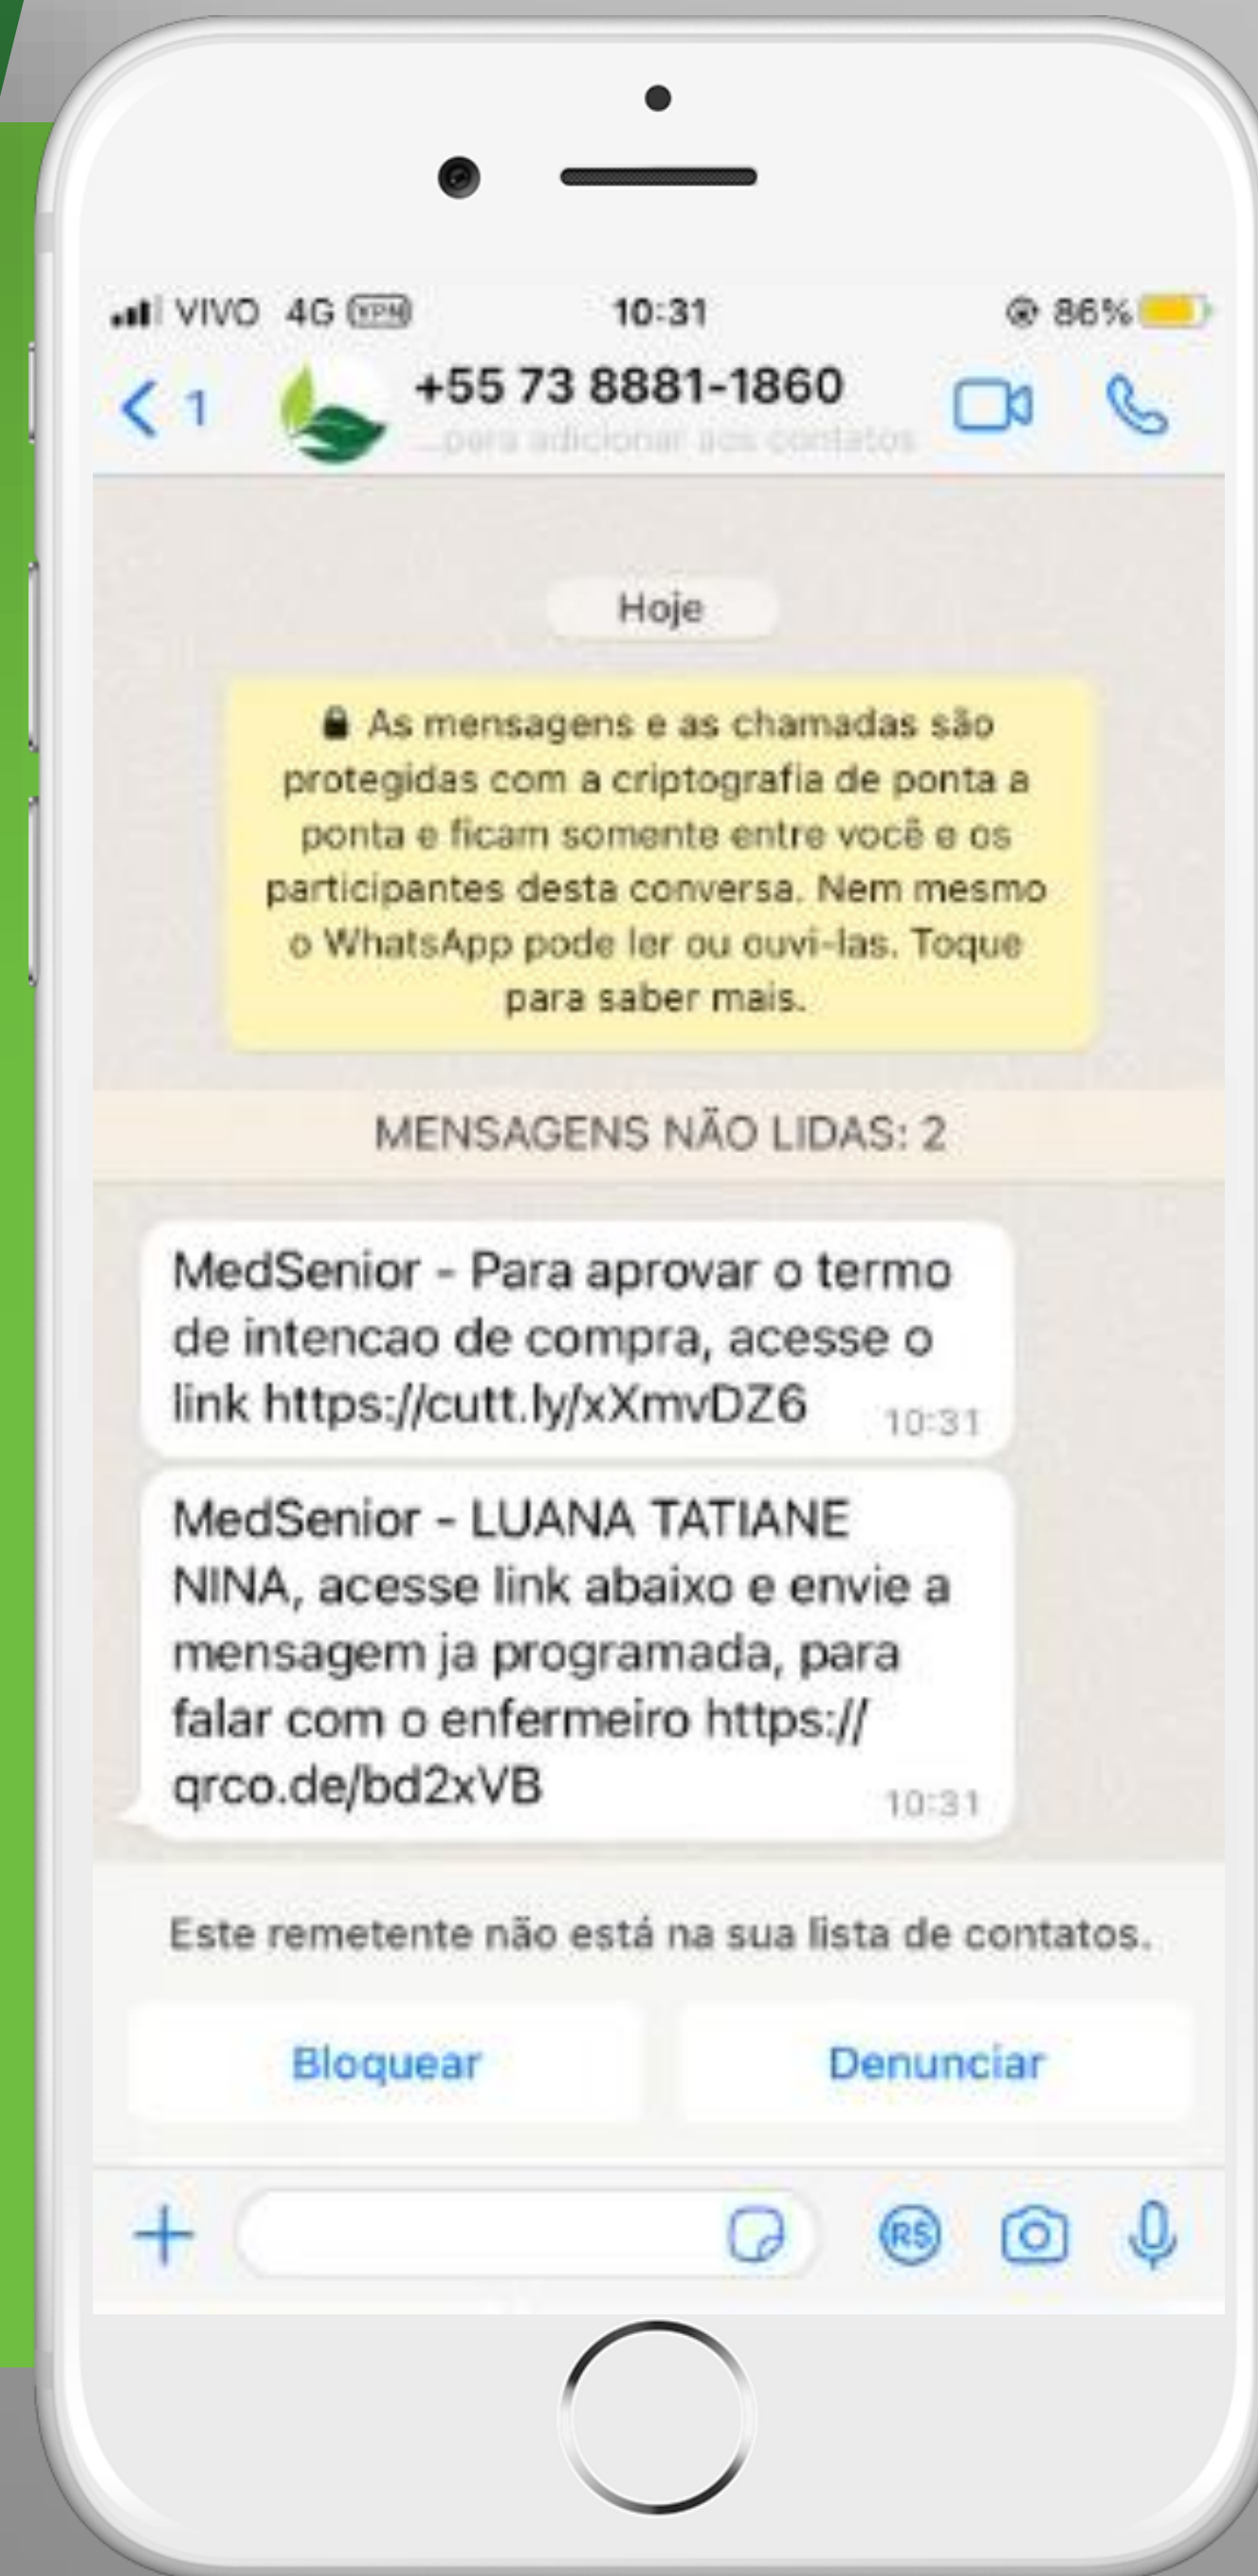 VIVO 4G VPN 10:31 86%
1 +55 73 8881-1860
...para adicionar aos contatos
Hoje
As mensagens e as chamadas são
protegidas com a criptografia de ponta a
ponta e ficam somente entre você e os
participantes desta conversa. Nem mesmo
o WhatsApp pode ler ou ouvi-las. Toque
para saber mais.
MENSAGENS NÃO LIDAS: 2
MedSenior - Para aprovar o termo
de intencao de compra, acesse o
link https://cutt.ly/xXmvDZ6 10:31
MedSenior - LUANA TATIANE
NINA, acesse link abaixo e envie a
mensagem ja programada, para
falar com o enfermeiro https://
qrco.de/bd2xVB 10:31
Este remetente não está na sua lista de contatos.
Bloquear Denunciar
R$